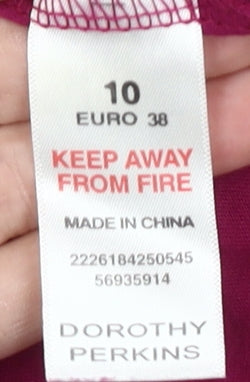 10
EURO 38
KEEP AWAY
FROM FIRE
MADE IN CHINA
2226184250545
56935914
DOROTHY
PERKINS